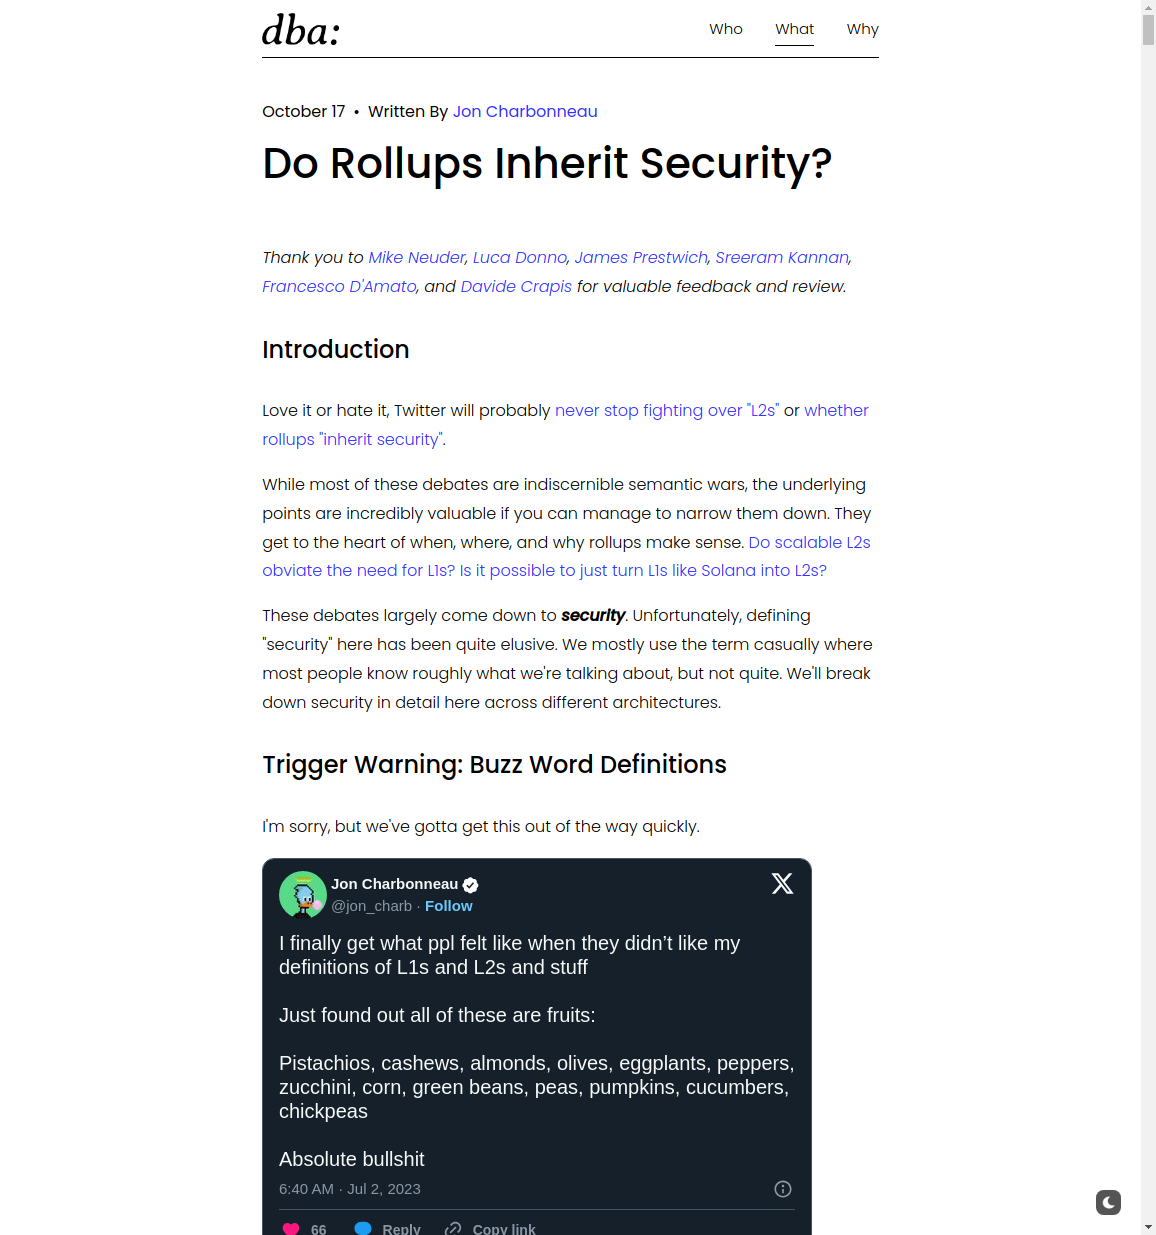 dba:
Who
What
Why
October 17 • Written By Jon Charbonneau
Do Rollups Inherit Security?
Thank you to Mike Neuder, Luca Donno, James Prestwich, Sreeram Kannan,
Francesco D'Amato, and Davide Crapis for valuable feedback and review.
Introduction
Love it or hate it, Twitter will probably never stop fighting over "L2s" or whether
rollups "inherit security".
While most of these debates are indiscernible semantic wars, the underlying
points are incredibly valuable if you can manage to narrow them down. They
get to the heart of when, where, and why rollups make sense. Do scalable L2s
obviate the need for L1s? Is it possible to just turn L1s like Solana into L2s?
These debates largely come down to security. Unfortunately, defining
"security" here has been quite elusive. We mostly use the term casually where
most people know roughly what we're talking about, but not quite. We'll break
down security in detail here across different architectures.
Trigger Warning: Buzz Word Definitions
I'm sorry, but we've gotta get this out of the way quickly.
Jon Charbonneau
@jon_charb · Follow
I finally get what ppl felt like when they didn’t like my
definitions of L1s and L2s and stuff
Just found out all of these are fruits:
Pistachios, cashews, almonds, olives, eggplants, peppers,
zucchini, corn, green beans, peas, pumpkins, cucumbers,
chickpeas
Absolute bullshit
6:40 AM · Jul 2, 2023
66
Reply
Copy link